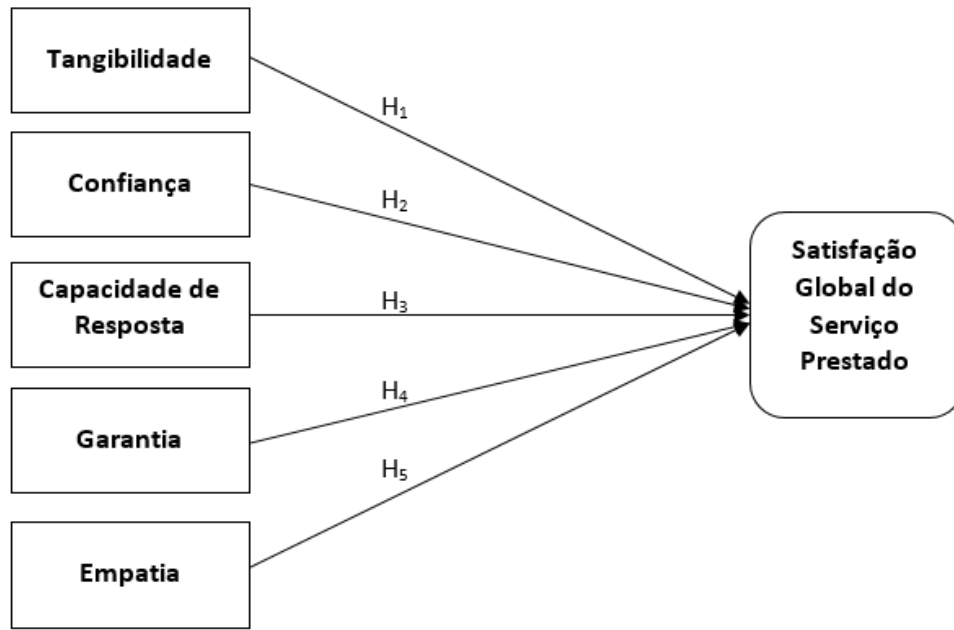 Tangibilidade
H₁
Confiança
H₂
Capacidade de
Resposta
H₃
Garantia
H₄
Empatia
H₅
Satisfação
Global do
Serviço
Prestado